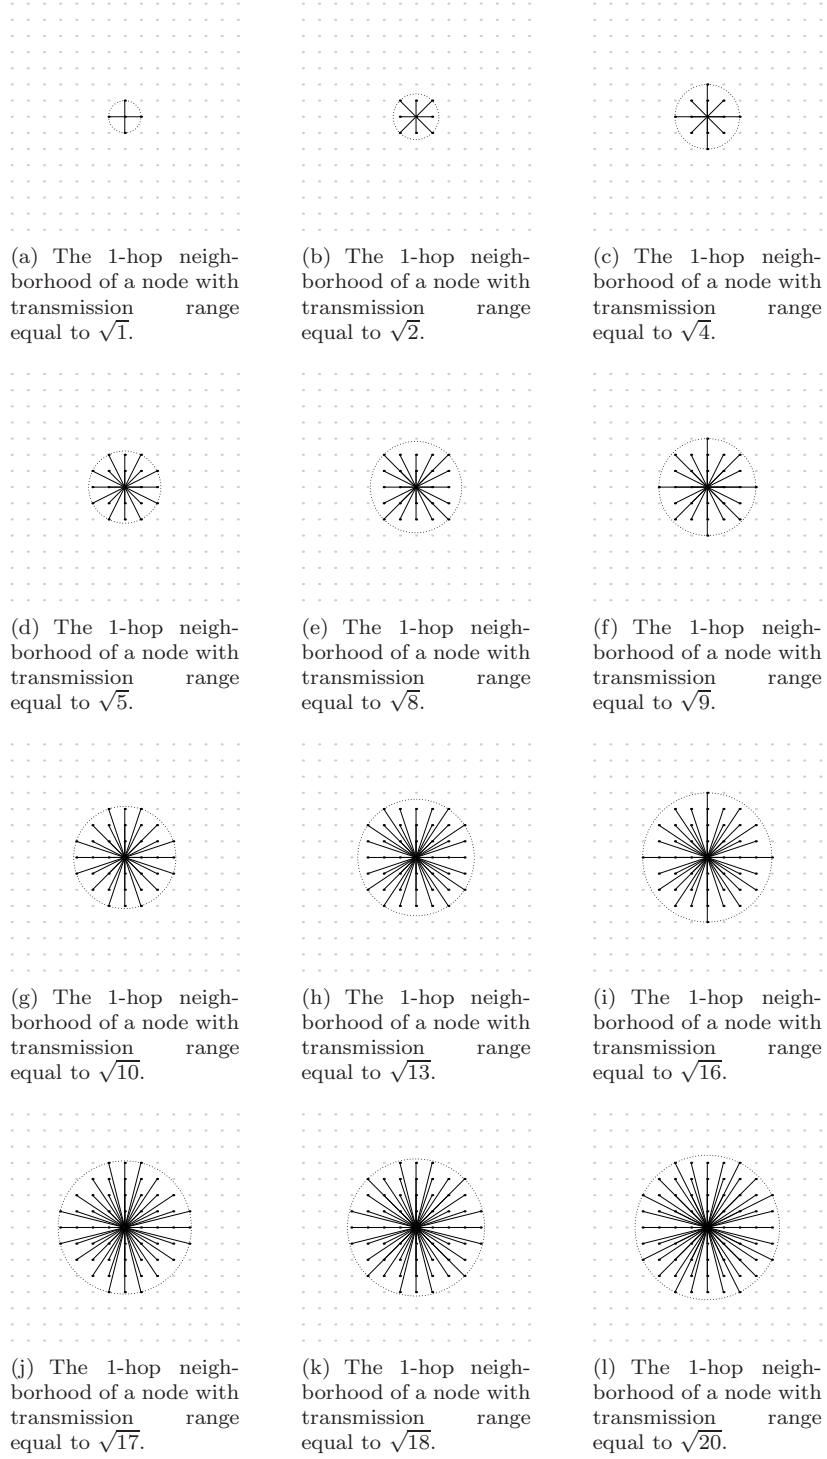 (a) The 1-hop neigh-
borhood of a node with
transmission range
equal to √1.
(b) The 1-hop neigh-
borhood of a node with
transmission range
equal to √2.
(c) The 1-hop neigh-
borhood of a node with
transmission range
equal to √4.
(d) The 1-hop neigh-
borhood of a node with
transmission range
equal to √5.
(e) The 1-hop neigh-
borhood of a node with
transmission range
equal to √8.
(f) The 1-hop neigh-
borhood of a node with
transmission range
equal to √9.
(g) The 1-hop neigh-
borhood of a node with
transmission range
equal to √10.
(h) The 1-hop neigh-
borhood of a node with
transmission range
equal to √13.
(i) The 1-hop neigh-
borhood of a node with
transmission range
equal to √16.
(j) The 1-hop neigh-
borhood of a node with
transmission range
equal to √17.
(k) The 1-hop neigh-
borhood of a node with
transmission range
equal to √18.
(l) The 1-hop neigh-
borhood of a node with
transmission range
equal to √20.